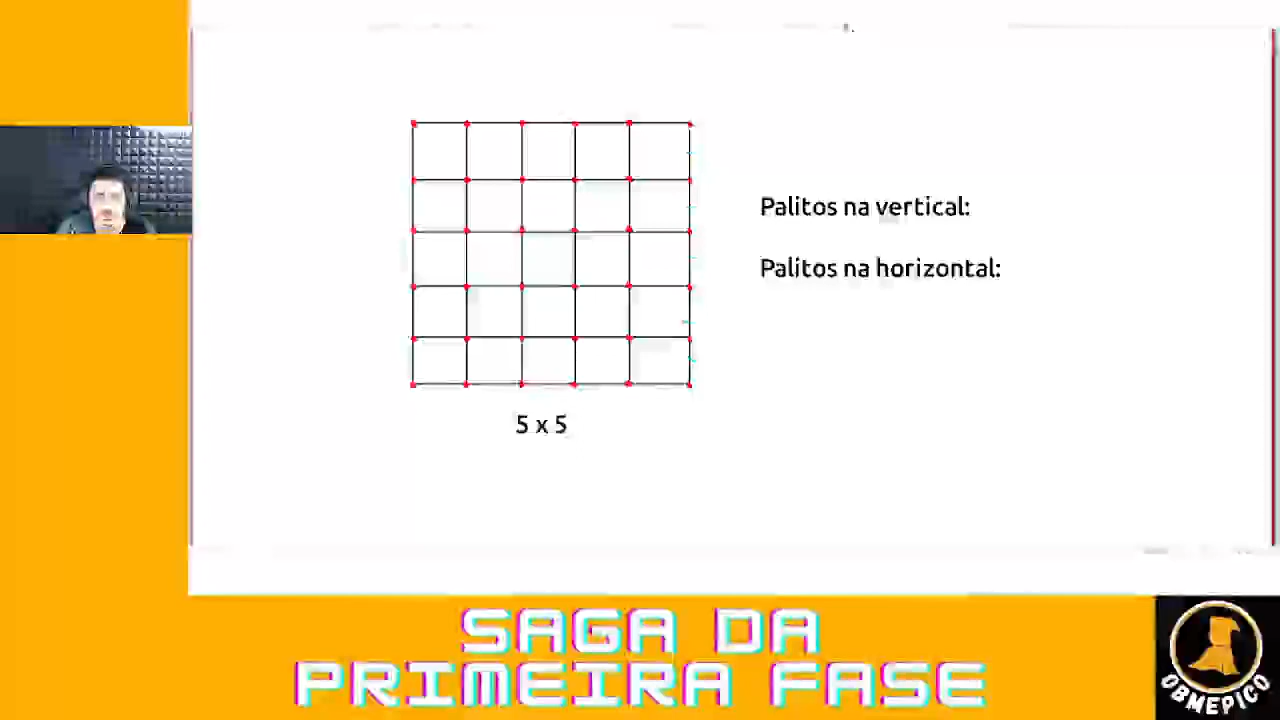 Palitos na vertical:
Palitos na horizontal:
5 x 5
SAGA DA
PRIMEIRA FASE
OBMEPICO